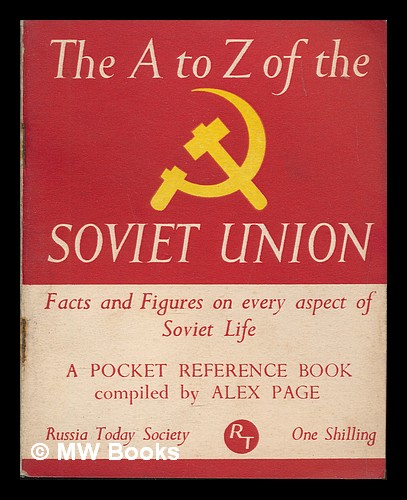 The A to Z of the
SOVIET UNION
Facts and Figures on every aspect of
Soviet Life
A POCKET REFERENCE BOOK
compiled by ALEX PAGE
Russia Today Society RT One Shilling
© MW Books